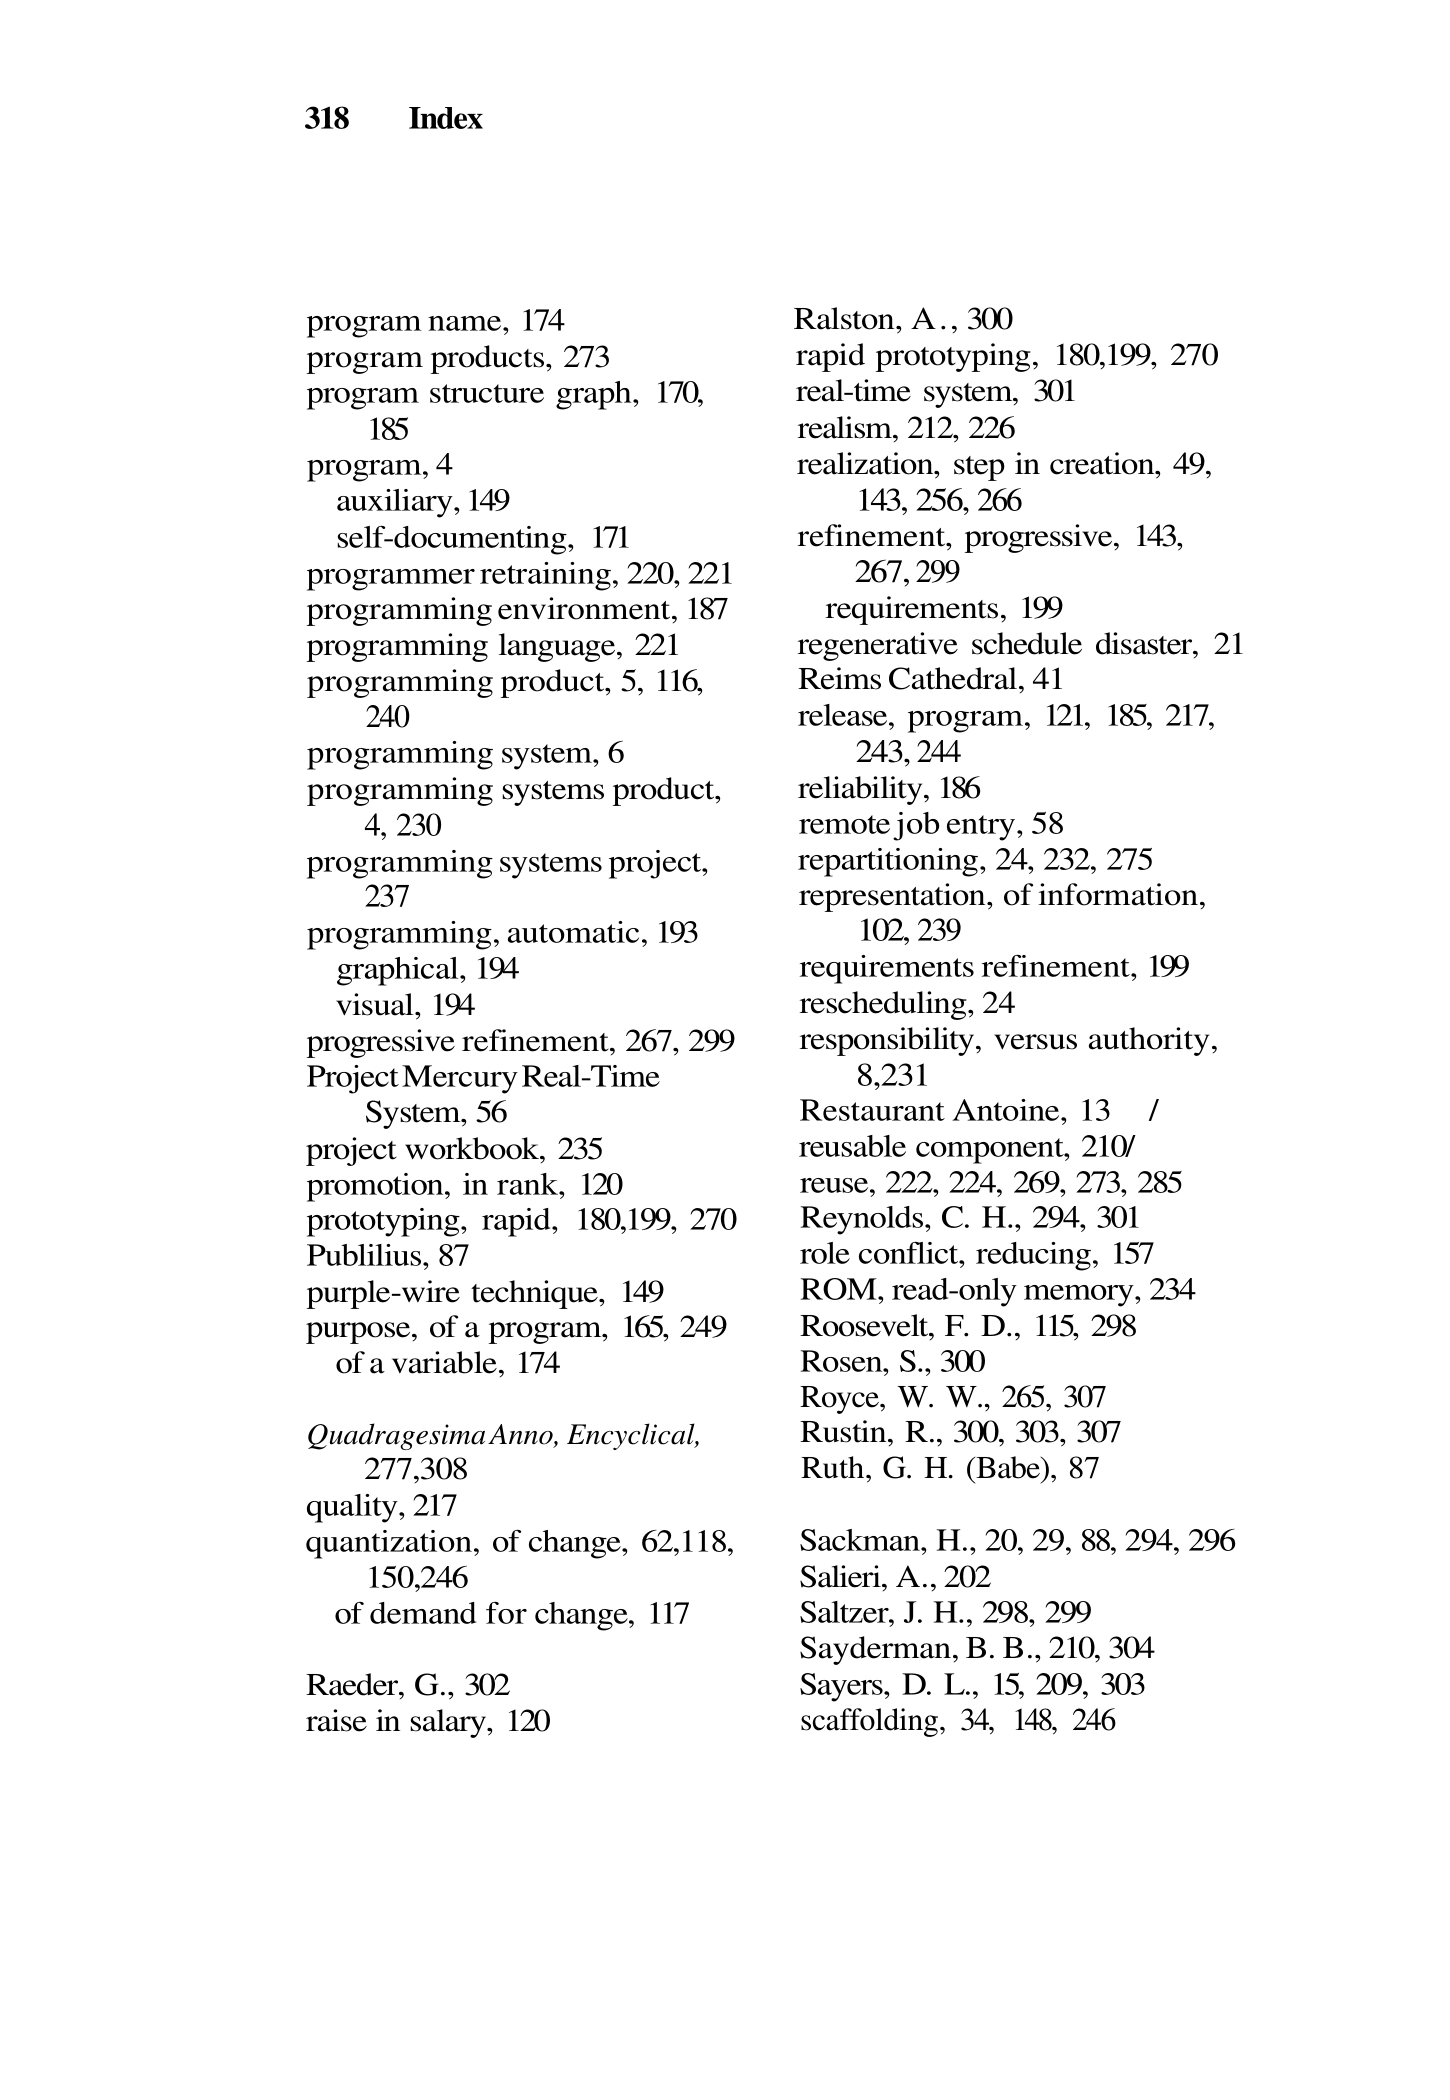 318 Index
program name, 174
program products, 273
program structure graph, 170,
185
program, 4
auxiliary, 149
self-documenting, 171
programmer retraining, 220, 221
programming environment, 187
programming language, 221
programming product, 5, 116,
240
programming system, 6
programming systems product,
4, 230
programming systems project,
237
programming, automatic, 193
graphical, 194
visual, 194
progressive refinement, 267, 299
Project Mercury Real-Time
System, 56
project workbook, 235
promotion, in rank, 120
prototyping, rapid, 180,199, 270
Publilius, 87
purple-wire technique, 149
purpose, of a program, 165, 249
of a variable, 174
Quadragesima Anno, Encyclical,
277,308
quality, 217
quantization, of change, 62,118,
150,246
of demand for change, 117
Raeder, G., 302
raise in salary, 120
Ralston, A., 300
rapid prototyping, 180,199, 270
real-time system, 301
realism, 212, 226
realization, step in creation, 49,
143, 256, 266
refinement, progressive, 143,
267, 299
requirements, 199
regenerative schedule disaster, 21
Reims Cathedral, 41
release, program, 121, 185, 217,
243, 244
reliability, 186
remote job entry, 58
repartitioning, 24, 232, 275
representation, of information,
102, 239
requirements refinement, 199
rescheduling, 24
responsibility, versus authority,
8,231
Restaurant Antoine, 13 /
reusable component, 210/
reuse, 222, 224, 269, 273, 285
Reynolds, C. H., 294, 301
role conflict, reducing, 157
ROM, read-only memory, 234
Roosevelt, F. D., 115, 298
Rosen, S., 300
Royce, W. W., 265, 307
Rustin, R., 300, 303, 307
Ruth, G. H. (Babe), 87
Sackman, H., 20, 29, 88, 294, 296
Salieri, A., 202
Saltzer, J. H., 298, 299
Sayderman, B. B., 210, 304
Sayers, D. L., 15, 209, 303
scaffolding, 34, 148, 246